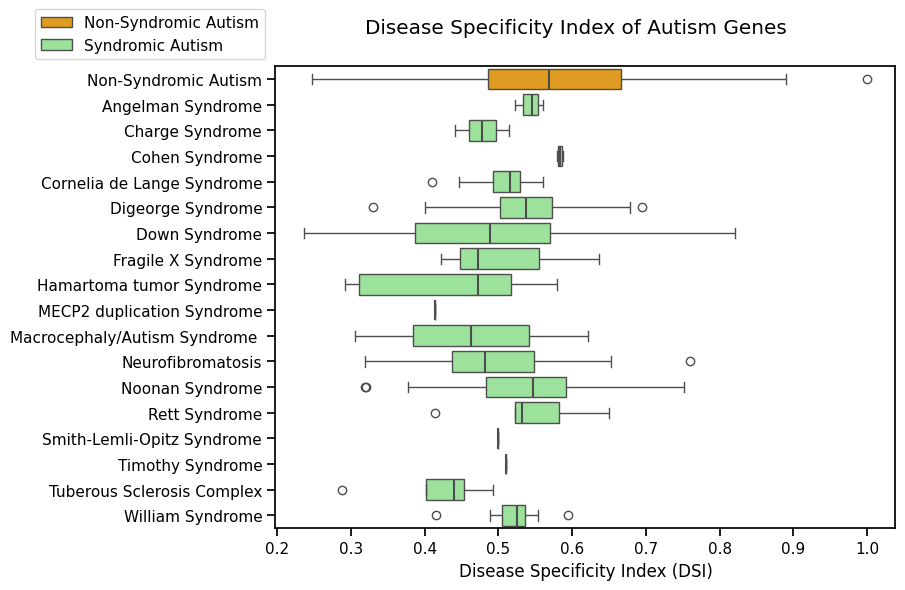 Non-Syndromic Autism
Syndromic Autism
Disease Specificity Index of Autism Genes
Non-Syndromic Autism
Angelman Syndrome
Charge Syndrome
Cohen Syndrome
Cornelia de Lange Syndrome
Digeorge Syndrome
Down Syndrome
Fragile X Syndrome
Hamartoma tumor Syndrome
MECP2 duplication Syndrome
Macrocephaly/Autism Syndrome
Neurofibromatosis
Noonan Syndrome
Rett Syndrome
Smith-Lemli-Opitz Syndrome
Timothy Syndrome
Tuberous Sclerosis Complex
William Syndrome
0.2 0.3 0.4 0.5 0.6 0.7 0.8 0.9 1.0
Disease Specificity Index (DSI)